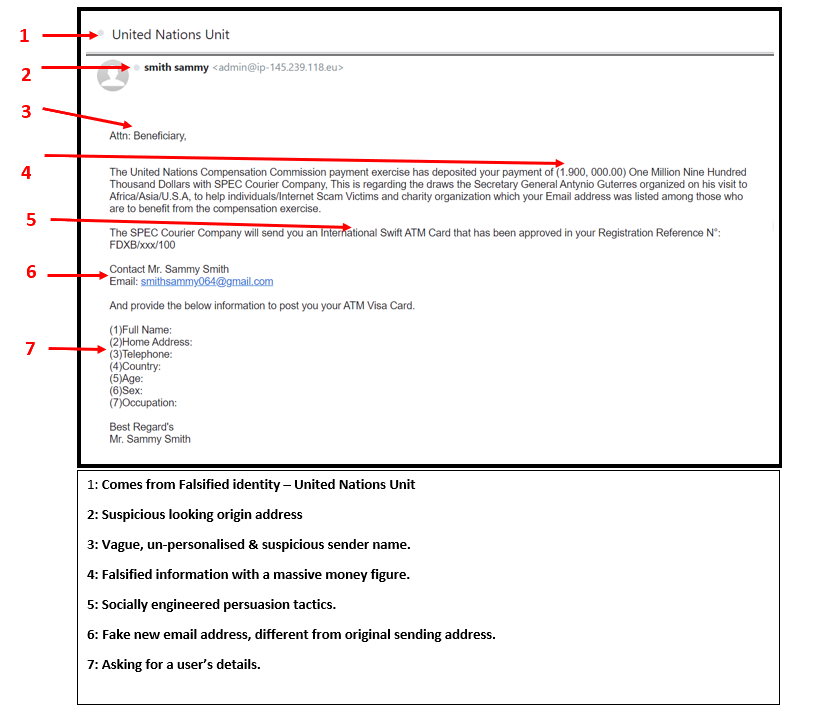 1 United Nations Unit
2 smith sammy <admin@ip-145.239.118.eu>
3
Attn: Beneficiary,
4
The United Nations Compensation Commission payment exercise has deposited your payment of (1.900, 000.00) One Million Nine Hundred
Thousand Dollars with SPEC Courier Company, This is regarding the draws the Secretary General Antynio Guterres organized on his visit to
Africa/Asia/U.S.A, to help individuals/Internet Scam Victims and charity organization which your Email address was listed among those who
are to benefit from the compensation exercise.
5
The SPEC Courier Company will send you an International Swift ATM Card that has been approved in your Registration Reference N°:
FDXB/xxx/100
6
Contact Mr. Sammy Smith
Email: smithsammy064@gmail.com
And provide the below information to post you your ATM Visa Card.
(1)Full Name:
(2)Home Address:
7 (3)Telephone:
(4)Country:
(5)Age:
(6)Sex:
(7)Occupation:
Best Regard's
Mr. Sammy Smith
1: Comes from Falsified identity – United Nations Unit
2: Suspicious looking origin address
3: Vague, un-personalised & suspicious sender name.
4: Falsified information with a massive money figure.
5: Socially engineered persuasion tactics.
6: Fake new email address, different from original sending address.
7: Asking for a user's details.